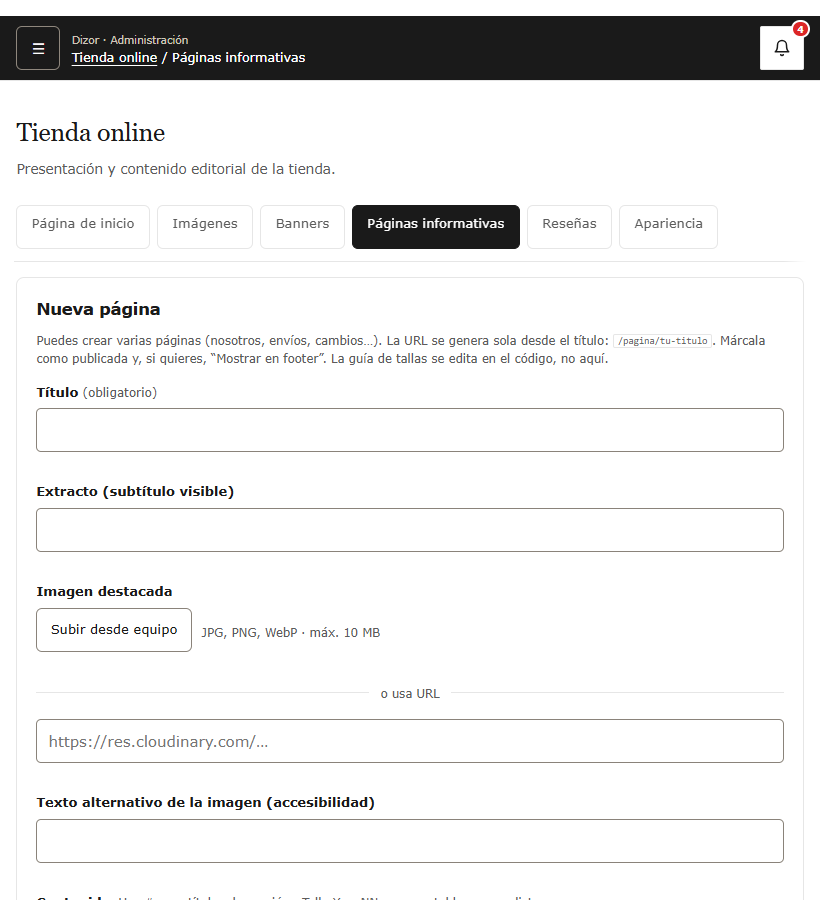 Dizor · Administración
Tienda online / Páginas informativas
4
Tienda online
Presentación y contenido editorial de la tienda.
Página de inicio
Imágenes
Banners
Páginas informativas
Reseñas
Apariencia
Nueva página
Puedes crear varias páginas (nosotros, envíos, cambios…). La URL se genera sola desde el título: /pagina/tu-titulo. Márcala
como publicada y, si quieres, “Mostrar en footer”. La guía de tallas se edita en el código, no aquí.
Título (obligatorio)
Extracto (subtítulo visible)
Imagen destacada
Subir desde equipo
JPG, PNG, WebP · máx. 10 MB
o usa URL
https://res.cloudinary.com/…
Texto alternativo de la imagen (accesibilidad)